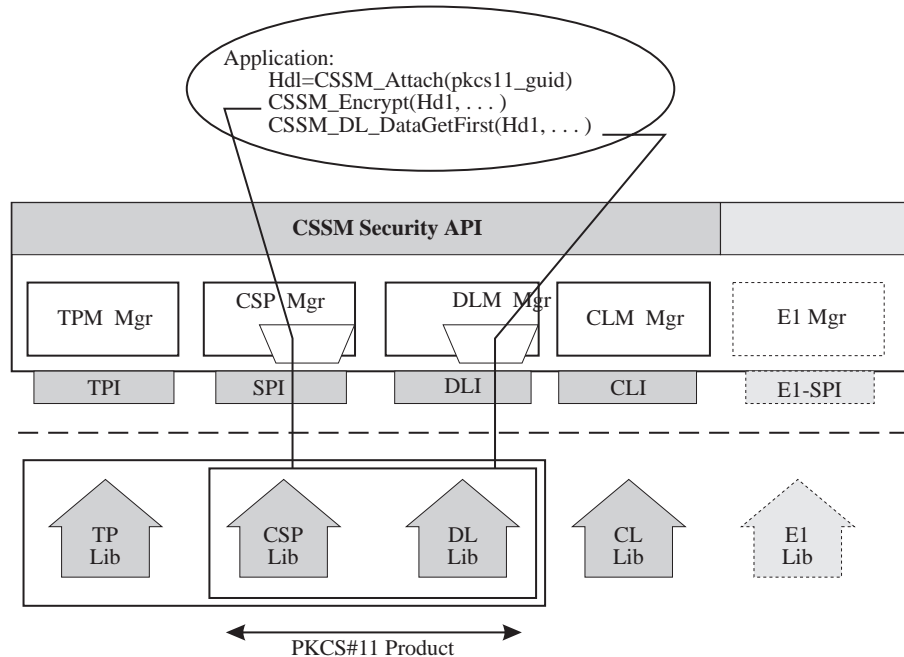 Application:
Hdl=CSSM_Attach(pkcs11_guid)
CSSM_Encrypt(Hd1, . . . )
CSSM_DL_DataGetFirst(Hd1, . . . )
CSSM Security API
TPM Mgr
CSP Mgr
DLM Mgr
CLM Mgr
E1 Mgr
TPI
SPI
DLI
CLI
E1-SPI
TP
Lib
CSP
Lib
DL
Lib
CL
Lib
E1
Lib
PKCS#11 Product